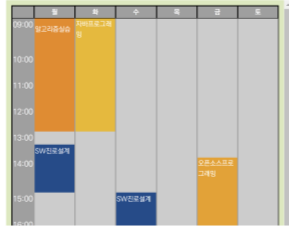 월 화 수 목 금 토
09:00 알고리즘실습 자바프로그래
밍
10:00
11:00
12:00
13:00
SW진로설계
14:00 오픈소스프로
그래밍
15:00 SW진로설계
16:00